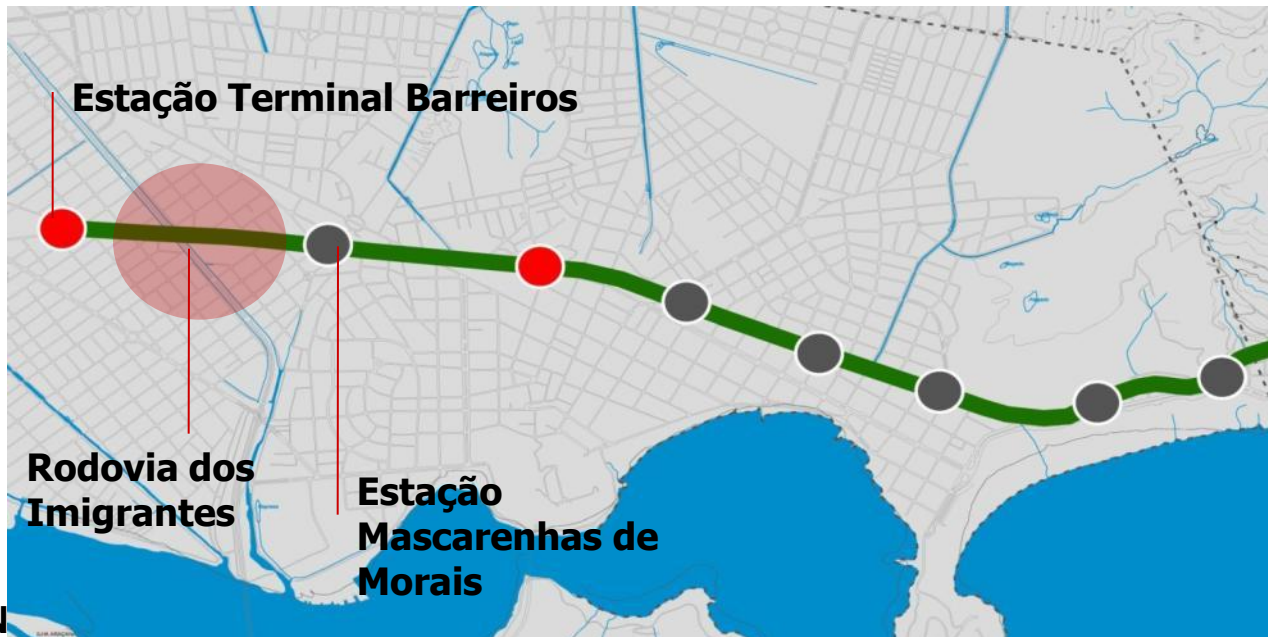 Estação Terminal Barreiros
Rodovia dos
Imigrantes
Estação
Mascarenhas de
Morais
N